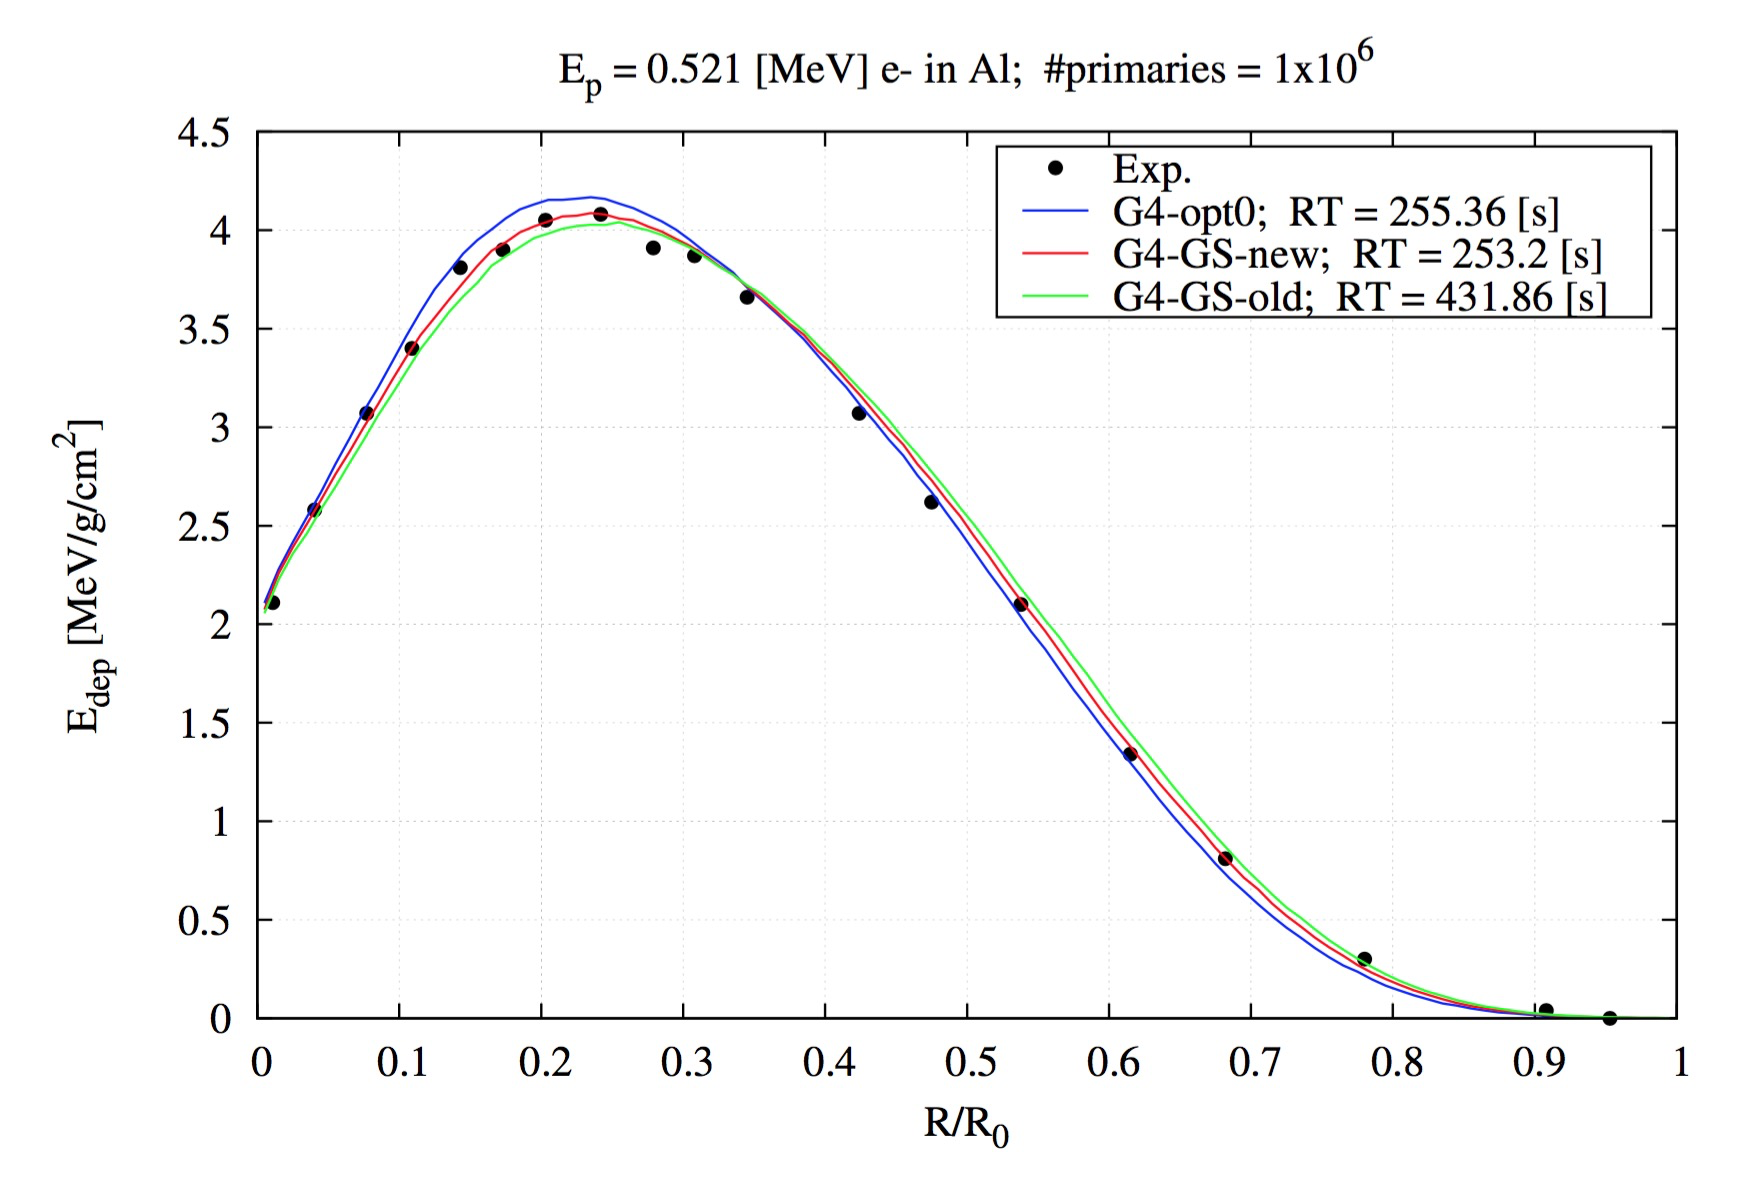 E_p = 0.521 [MeV] e- in Al;  #primaries = 1x10^6
4.5
4
3.5
3
2.5
2
1.5
1
0.5
0
E_dep [MeV/g/cm^2]
Exp.
G4-opt0;  RT = 255.36 [s]
G4-GS-new;  RT = 253.2 [s]
G4-GS-old;  RT = 431.86 [s]
0 0.1 0.2 0.3 0.4 0.5 0.6 0.7 0.8 0.9 1
R/R_0